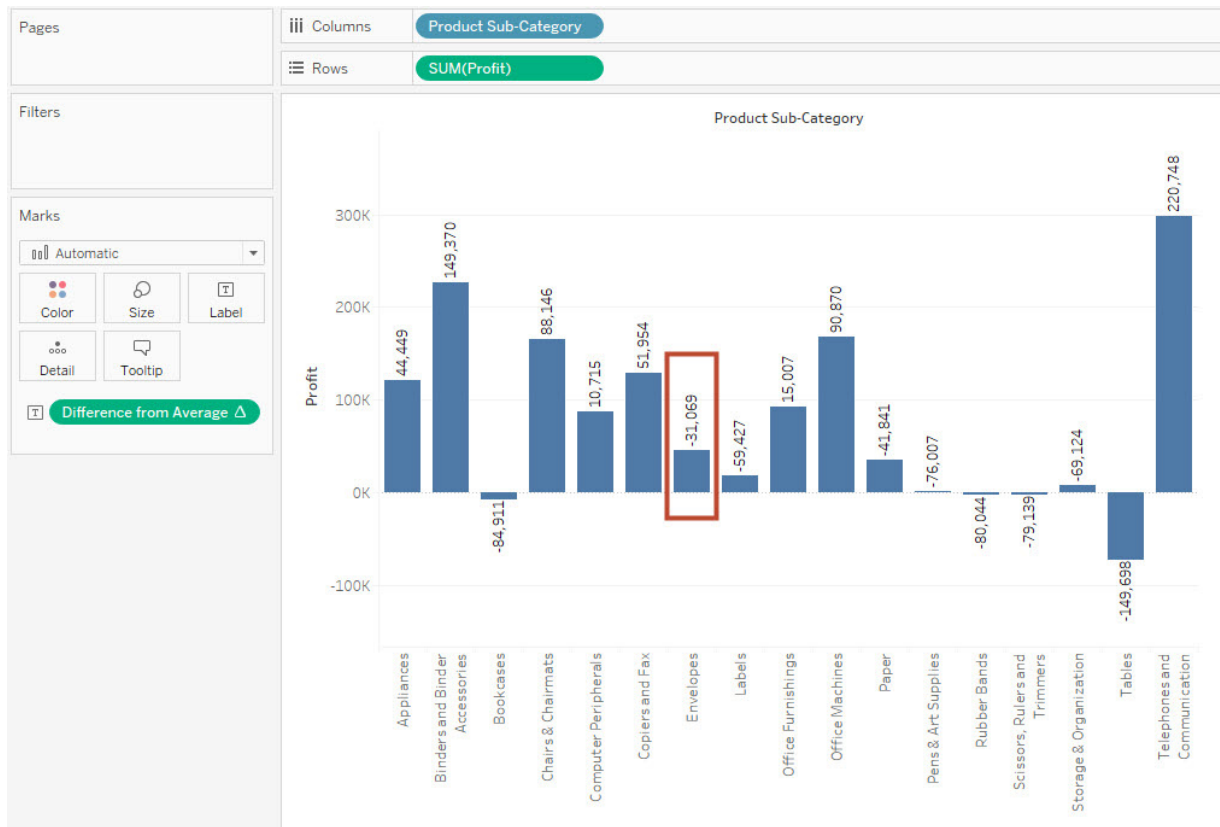 Pages
Columns
Product Sub-Category
Rows
SUM(Profit)
Filters
Marks
Automatic
Color
Size
Label
Detail
Tooltip
Difference from Average Δ
Product Sub-Category
Profit
300K
200K
100K
0K
-100K
44,449
149,370
-84,911
88,146
10,715
51,954
-31,069
-59,427
15,007
90,870
-41,841
-76,007
-80,044
-79,139
-69,124
-149,698
220,748
Appliances
Binders and Binder
Accessories
Bookcases
Chairs & Chairmats
Computer Peripherals
Copiers and Fax
Envelopes
Labels
Office Furnishings
Office Machines
Paper
Pens & Art Supplies
Rubber Bands
Scissors, Rulers and
Trimmers
Storage & Organization
Tables
Telephones and
Communication